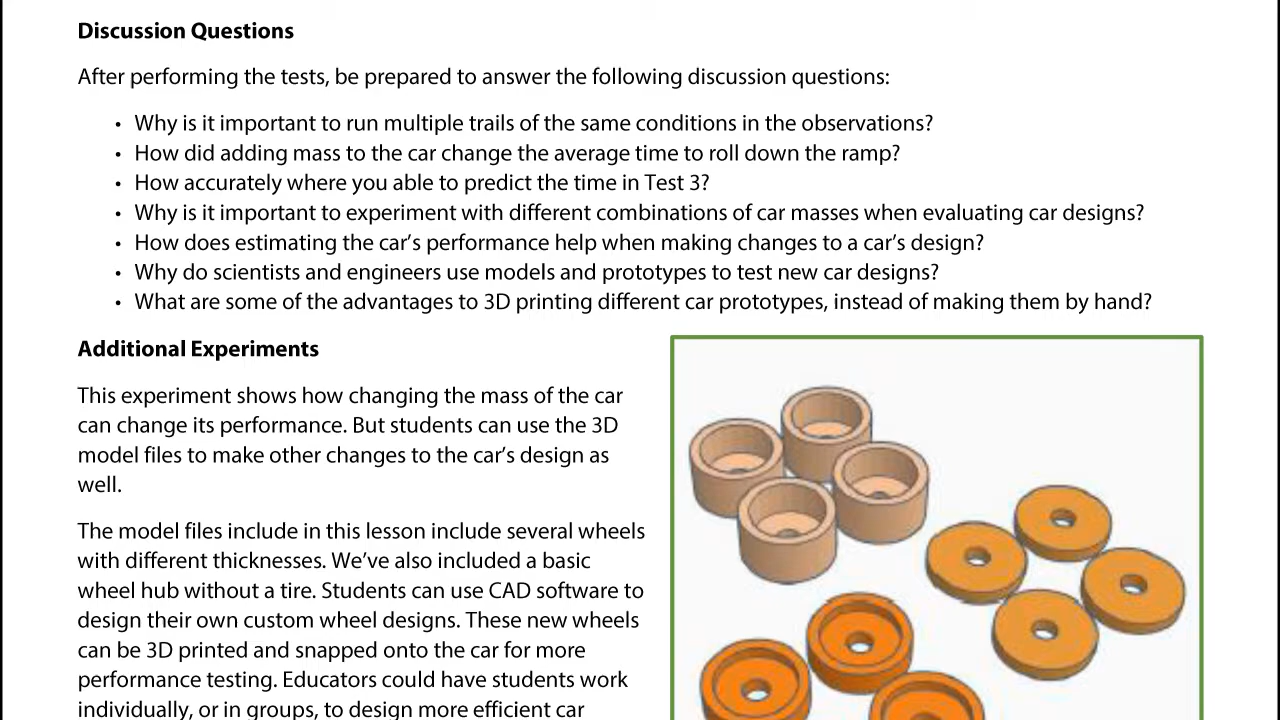 Discussion Questions
After performing the tests, be prepared to answer the following discussion questions:
• Why is it important to run multiple trails of the same conditions in the observations?
• How did adding mass to the car change the average time to roll down the ramp?
• How accurately where you able to predict the time in Test 3?
• Why is it important to experiment with different combinations of car masses when evaluating car designs?
• How does estimating the car’s performance help when making changes to a car’s design?
• Why do scientists and engineers use models and prototypes to test new car designs?
• What are some of the advantages to 3D printing different car prototypes, instead of making them by hand?
Additional Experiments
This experiment shows how changing the mass of the car
can change its performance. But students can use the 3D
model files to make other changes to the car’s design as
well.
The model files include in this lesson include several wheels
with different thicknesses. We’ve also included a basic
wheel hub without a tire. Students can use CAD software to
design their own custom wheel designs. These new wheels
can be 3D printed and snapped onto the car for more
performance testing. Educators could have students work
individually, or in groups, to design more efficient car